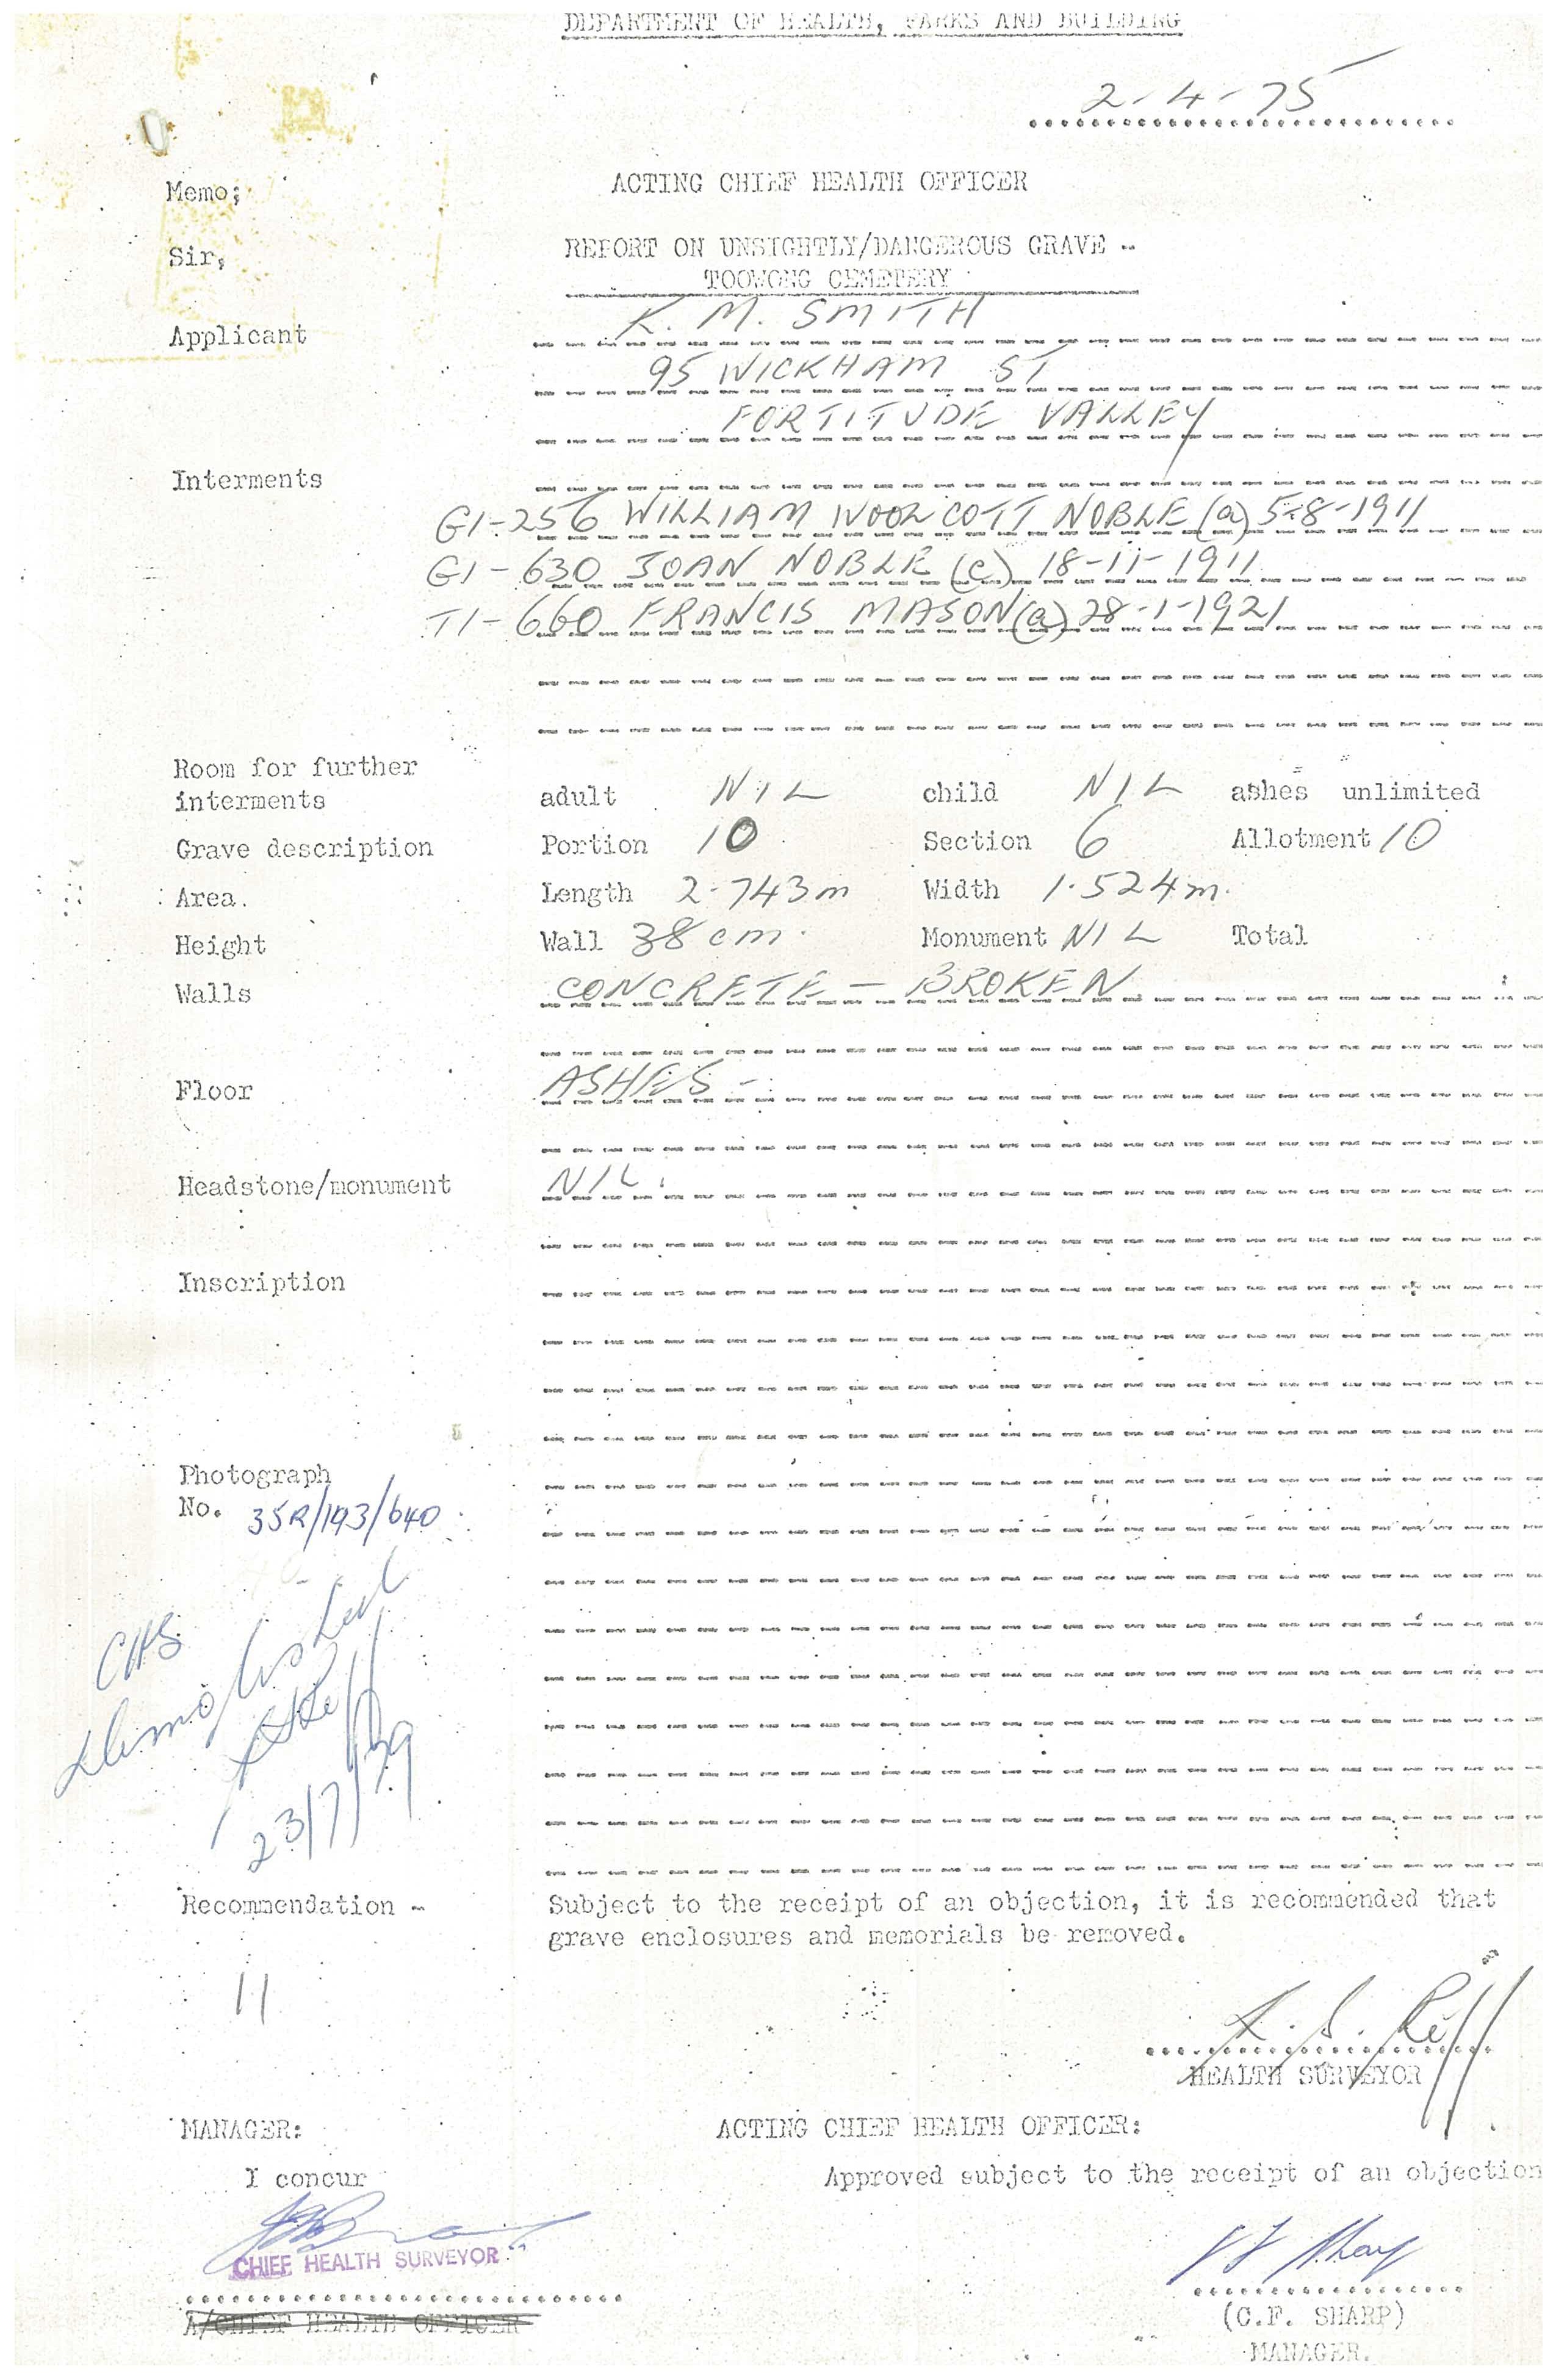 DEPARTMENT OF HEALTH, PARKS AND BUILDING
2-4-75
Memo; ACTING CHIEF HEALTH OFFICER
Sir, REPORT ON UNSIGHTLY/DANGEROUS GRAVE -
TOOWONG CEMETERY
Applicant K. M. SMITH
95 WICKHAM ST
FORTITUDE VALLEY
Interments
G1-256 WILLIAM WOOLCOTT NOBLE (a) 5-8-1911
G1-630 JOAN NOBLE (c) 18-11-1911
T1-660 FRANCIS MASON (a) 28-1-1921
Room for further
interments adult NIL child NIL ashes unlimited
Grave description Portion 10 Section 6 Allotment 10
Area. Length 2.743m Width 1.524m.
Height Wall 38cm. Monument NIL Total
Walls CONCRETE - BROKEN
Floor ASHES -
Headstone/monument NIL.
Inscription
Photograph
No. 35R/193/640
CHS
Demolished
23/7/79
Recommendation - Subject to the receipt of an objection, it is recommended that
grave enclosures and memorials be removed.
11
HEALTH SURVEYOR
MANAGER: ACTING CHIEF HEALTH OFFICER:
I concur Approved subject to the receipt of an objection
CHIEF HEALTH SURVEYOR
A/CHIEF HEALTH OFFICER
(C.F. SHARP)
MANAGER.